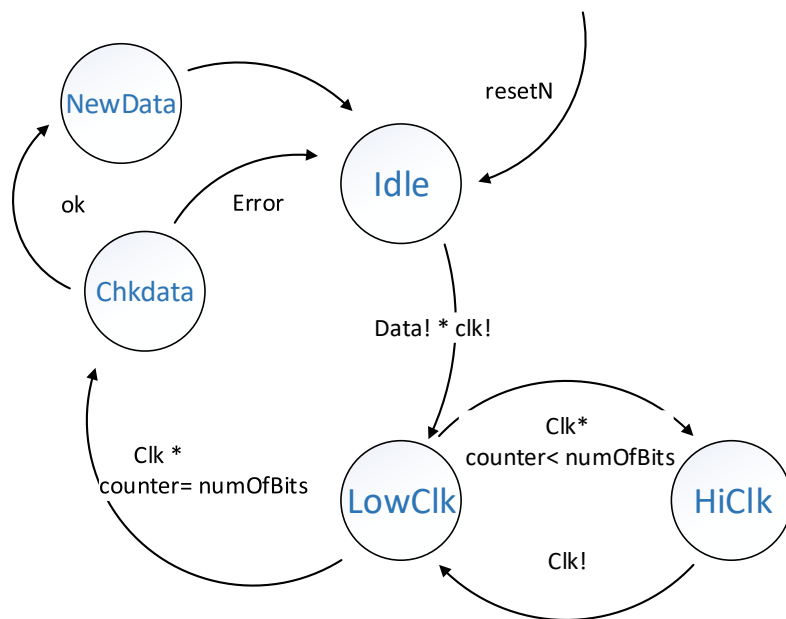 NewData
resetN
Idle
ok
Error
Chkdata
Data! * clk!
Clk*
counter< numOfBits
Clk *
counter= numOfBits
LowClk
HiClk
Clk!